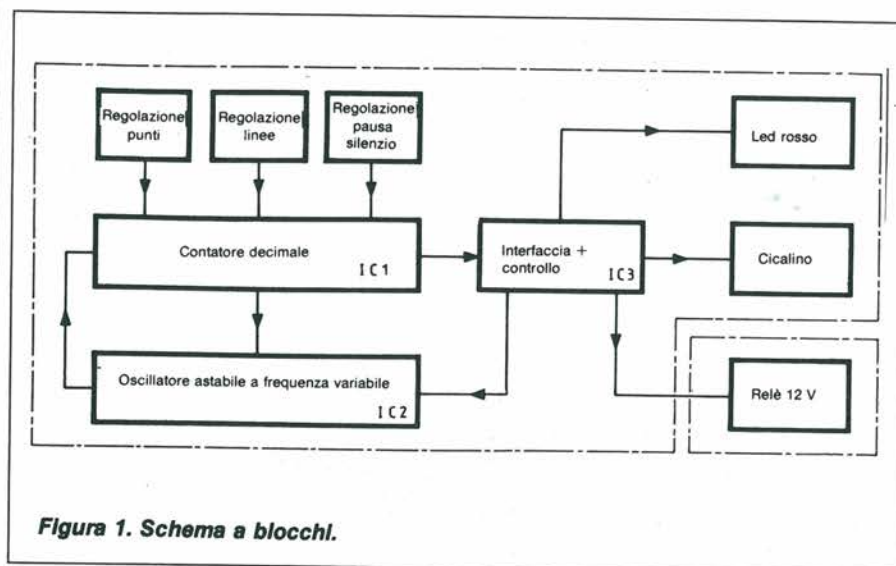 Regolazione
punti
Regolazione
linee
Regolazione
pausa
silenzio
Led rosso
Contatore decimale
IC1
Interfaccia +
controllo
IC3
Cicalino
Oscillatore astabile a frequenza variabile
IC2
Relè 12 V
Figura 1. Schema a blocchi.